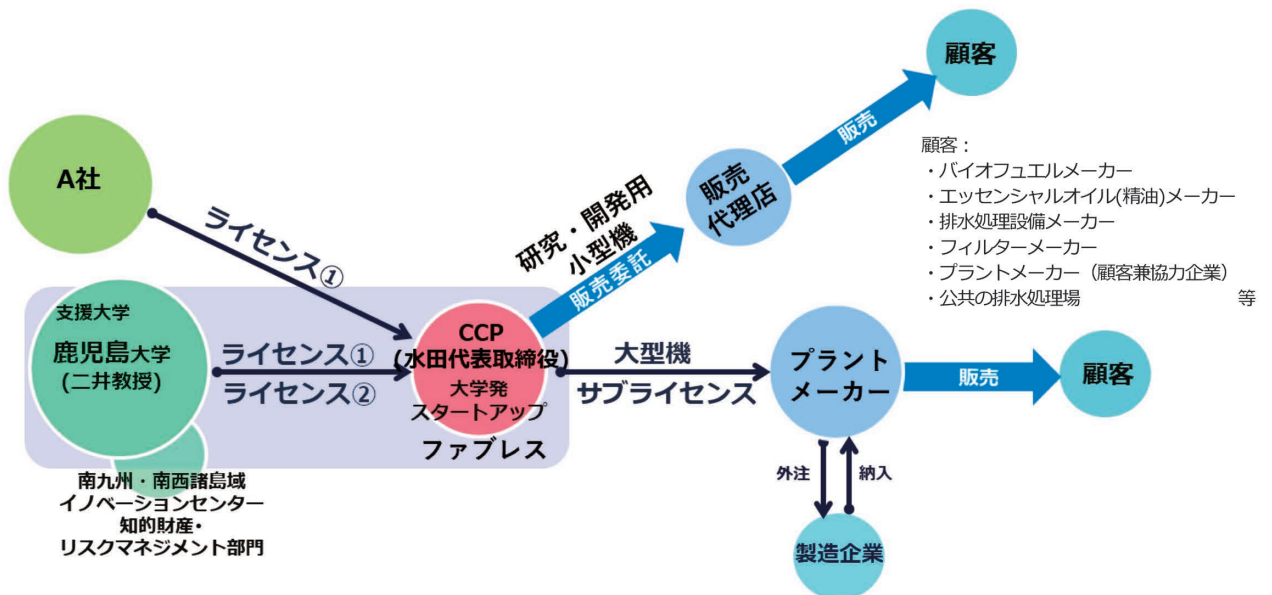 A社
ライセンス①
支援大学
鹿児島大学
(二井教授)
ライセンス①
ライセンス②
南九州・南西諸島域
イノベーションセンター
知的財産・
リスクマネジメント部門
CCP
(水田代表取締役)
大学発
スタートアップ
ファブレス
研究・開発用
小型機
販売委託
販売
代理店
販売
顧客
顧客：
・バイオフュエルメーカー
・エッセンシャルオイル(精油)メーカー
・排水処理設備メーカー
・フィルターメーカー
・プラントメーカー（顧客兼協力企業）
・公共の排水処理場 等
大型機
サブライセンス
プラント
メーカー
販売
顧客
外注
納入
製造企業